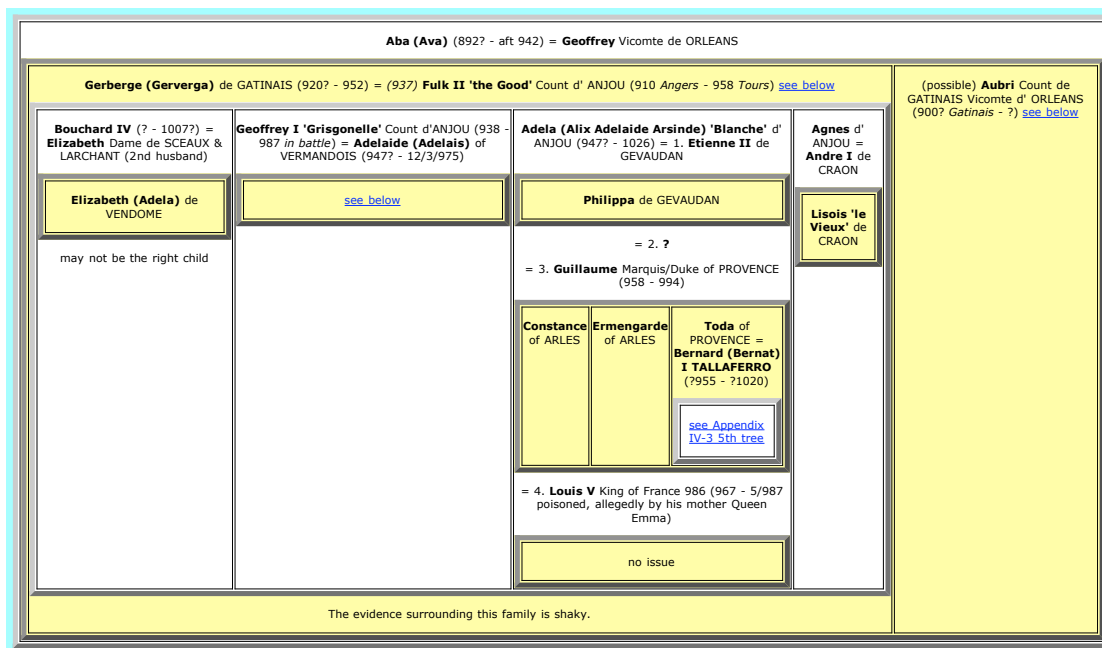 Aba (Ava) (892? - aft 942) = Geoffrey Vicomte de ORLEANS
Gerberge (Gerverga) de GATINAIS (920? - 952) = (937) Fulk II 'the Good' Count d' ANJOU (910 Angers - 958 Tours) see below
Bouchard IV (? - 1007?) =
Elizabeth Dame de SCEAUX &
LARCHANT (2nd husband)
Elizabeth (Adela) de
VENDOME
may not be the right child
Geoffrey I 'Grisgonelle' Count d'ANJOU (938 -
987 in battle) = Adelaide (Adelais) of
VERMANDOIS (947? - 12/3/975)
see below
Adela (Alix Adelaide Arsinde) 'Blanche' d'
ANJOU (947? - 1026) = 1. Etienne II de
GEVAUDAN
Philippa de GEVAUDAN
= 2. ?
= 3. Guillaume Marquis/Duke of PROVENCE
(958 - 994)
Constance
of ARLES
Ermengarde
of ARLES
Toda of
PROVENCE =
Bernard (Bernat)
I TALLAFERRO
(?955 - ?1020)
see Appendix
IV-3 5th tree
= 4. Louis V King of France 986 (967 - 5/987
poisoned, allegedly by his mother Queen
Emma)
no issue
Agnes d'
ANJOU =
Andre I de
CRAON
Lisois 'le
Vieux' de
CRAON
The evidence surrounding this family is shaky.
(possible) Aubri Count de
GATINAIS Vicomte d' ORLEANS
(900? Gatinais - ?) see below